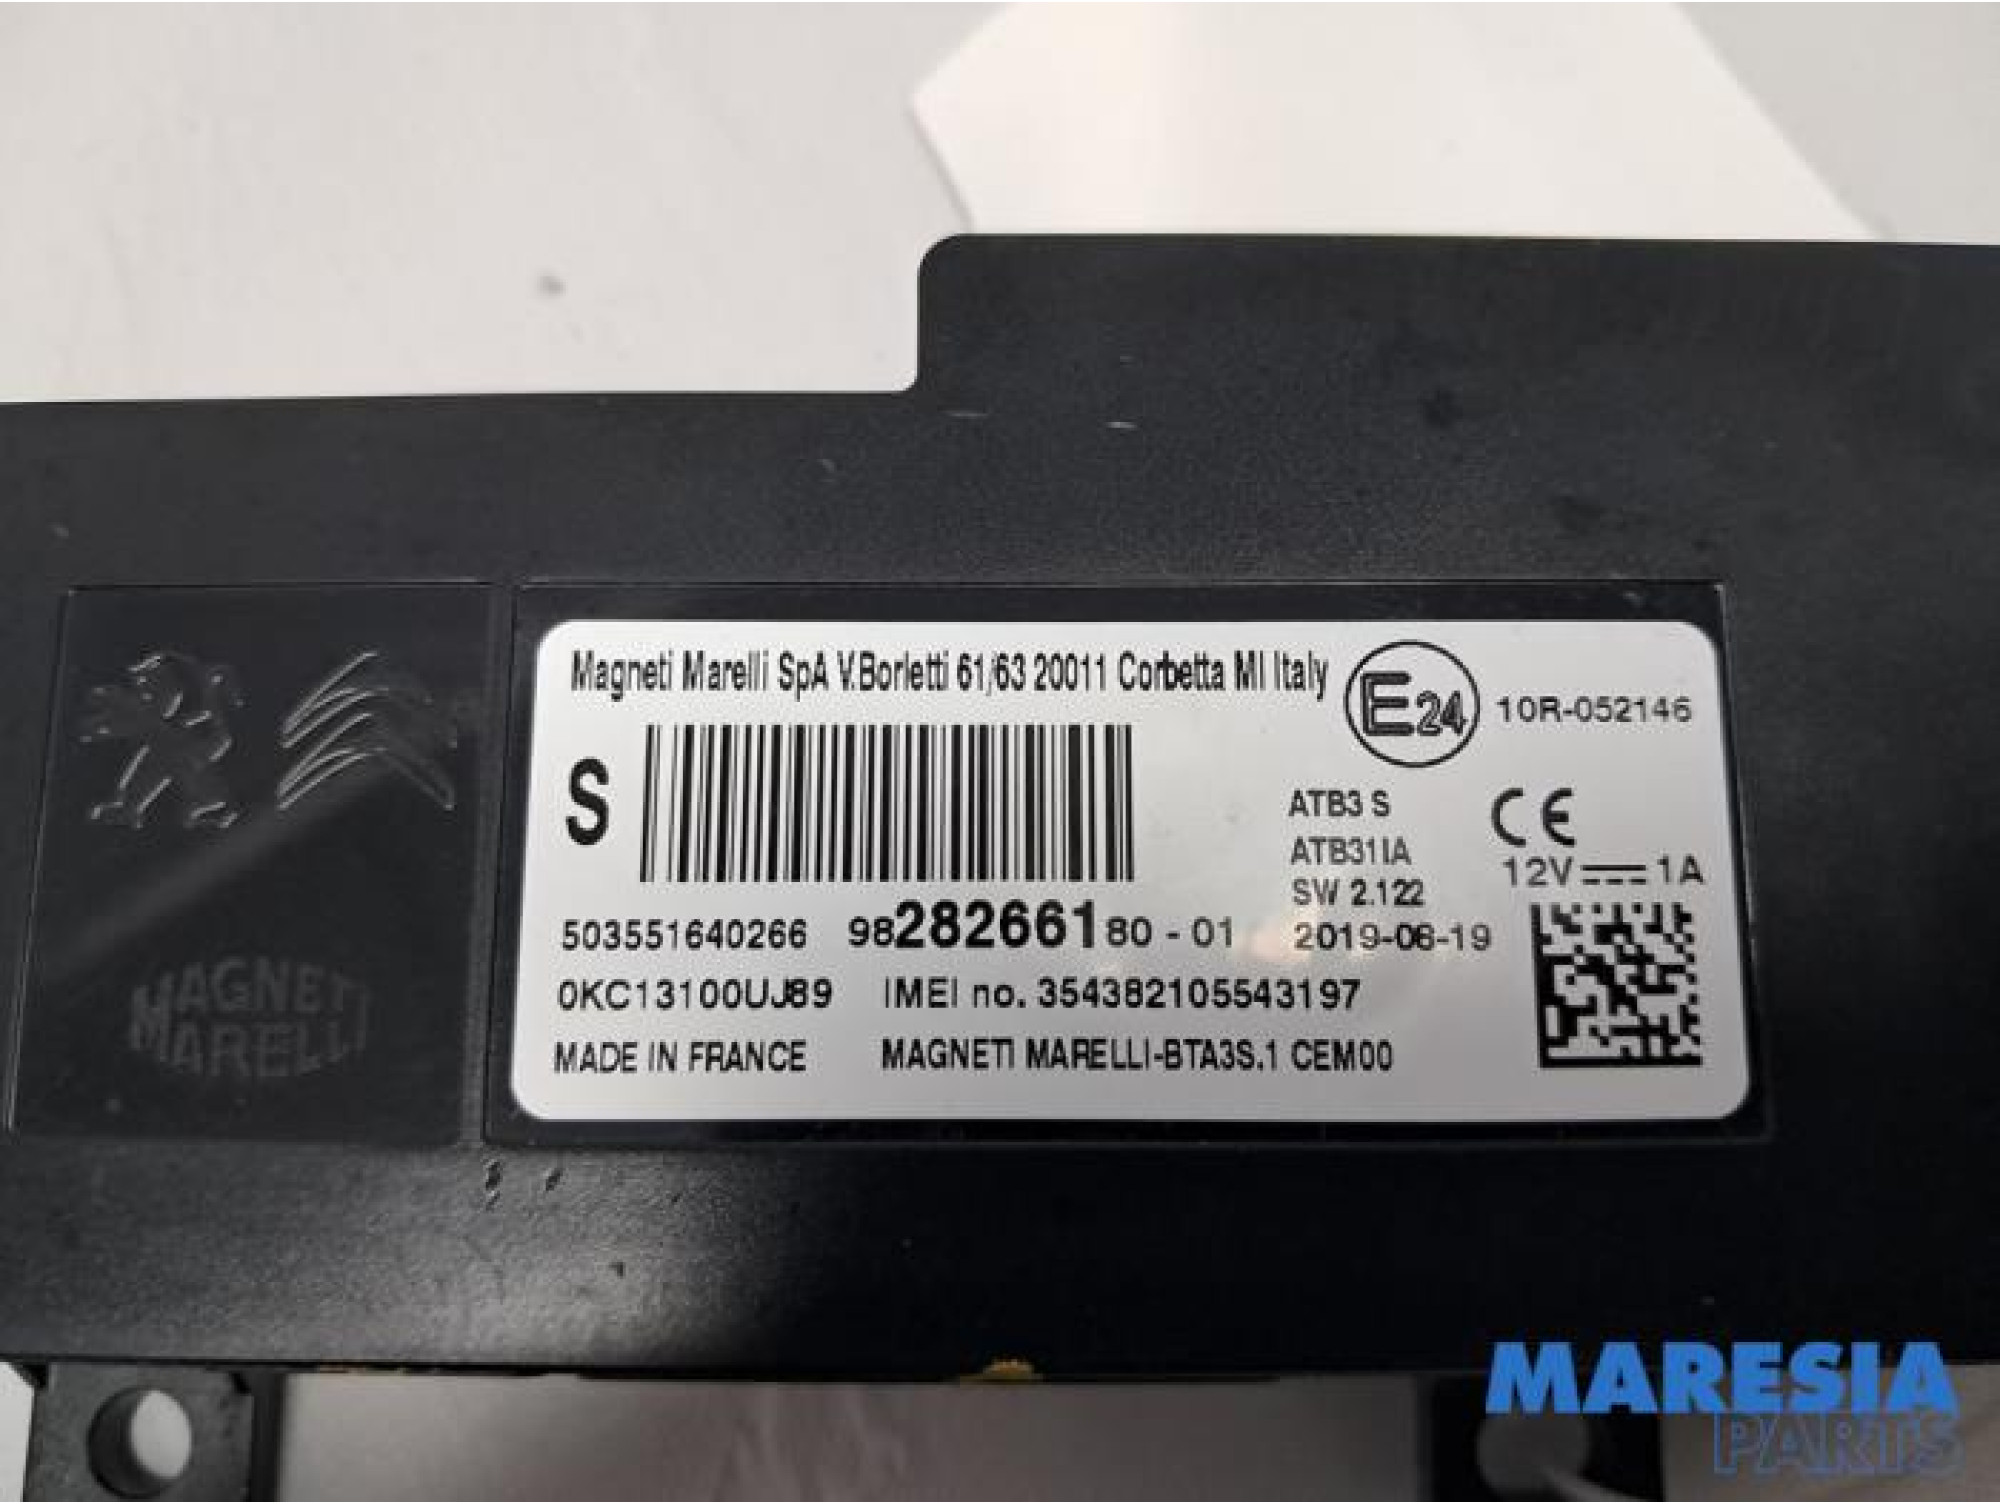 Magneti Marelli SpA V.Borletti 61/63 20011 Corbetta MI Italy
E24 10R-052146
S
ATB3 S CE
ATB31IA
12V 1A
SW 2.122
503551640266 9828266180 - 01 2019-06-19
0KC13100UJ89 IMEI no. 354382105543197
MADE IN FRANCE MAGNETI MARELLI-BTA3S.1 CEM00
MAGNETI
MARELLI
MARESIA
PARTS